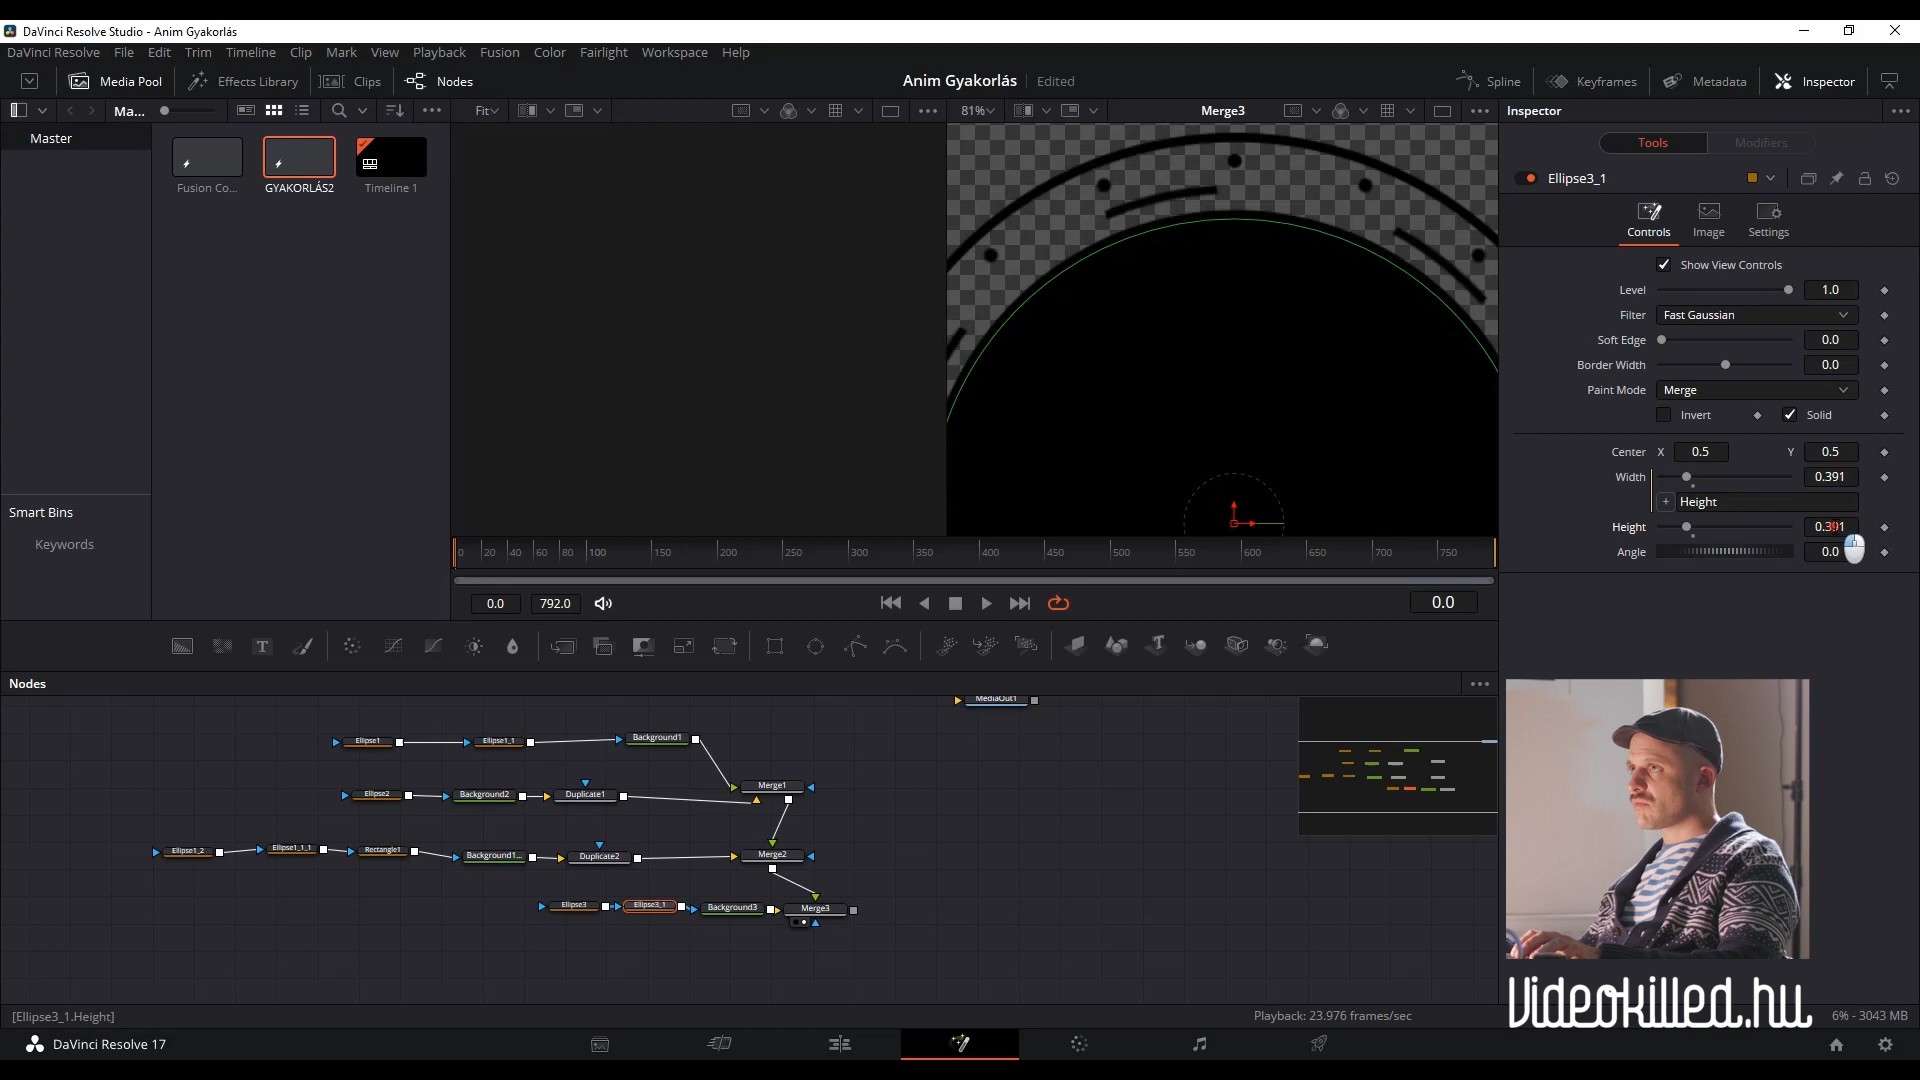 DaVinci Resolve Studio - Anim Gyakorlás
DaVinci Resolve File Edit Trim Timeline Clip Mark View Playback Fusion Color Fairlight Workspace Help
Media Pool Effects Library Clips Nodes Anim Gyakorlás Edited Spline Keyframes Metadata Inspector
Ma... Fit 81% Merge3 Inspector
Master
Fusion Co... GYAKORLÁS2 Timeline 1
Tools Modifiers
Ellipse3_1
Controls Image Settings
Show View Controls
Level 1.0
Filter Fast Gaussian
Soft Edge 0.0
Border Width 0.0
Paint Mode Merge
Invert Solid
Center X 0.5 Y 0.5
Width 0.391
+ Height
Height 0.391
Angle 0.0
Smart Bins
Keywords
0 20 40 60 80 100 150 200 250 300 350 400 450 500 550 600 650 700 750
0.0 792.0 0.0
Nodes
MediaOut1
Ellipse1 Ellipse1_1 Background1
Merge1
Ellipse2 Background2 Duplicate1
Ellipse1_2 Ellipse1_1_1 Rectangle1 Background1... Duplicate2 Merge2
Ellipse3 Ellipse3_1 Background3 Merge3
Videokilled.hu
[Ellipse3_1.Height] Playback: 23.976 frames/sec 6% - 3043 MB
DaVinci Resolve 17